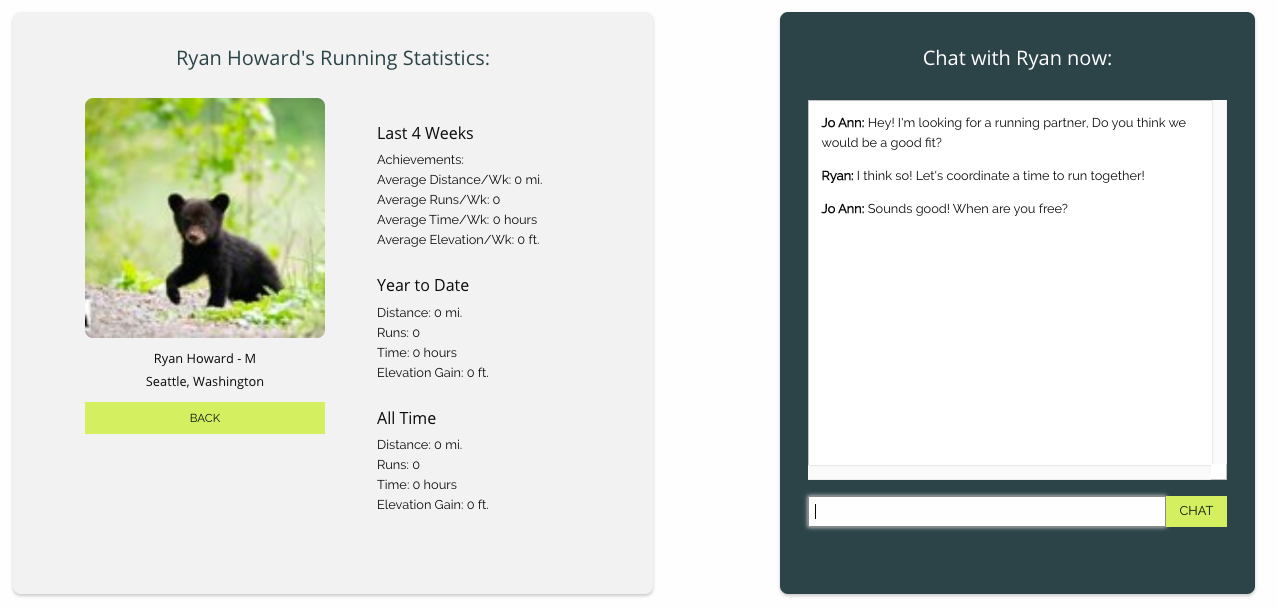 Ryan Howard's Running Statistics:
Last 4 Weeks
Achievements:
Average Distance/Wk: 0 mi.
Average Runs/Wk: 0
Average Time/Wk: 0 hours
Average Elevation/Wk: 0 ft.
Year to Date
Distance: 0 mi.
Runs: 0
Time: 0 hours
Elevation Gain: 0 ft.
All Time
Distance: 0 mi.
Runs: 0
Time: 0 hours
Elevation Gain: 0 ft.
Ryan Howard - M
Seattle, Washington
BACK
Chat with Ryan now:
Jo Ann: Hey! I'm looking for a running partner, Do you think we
would be a good fit?
Ryan: I think so! Let's coordinate a time to run together!
Jo Ann: Sounds good! When are you free?
CHAT